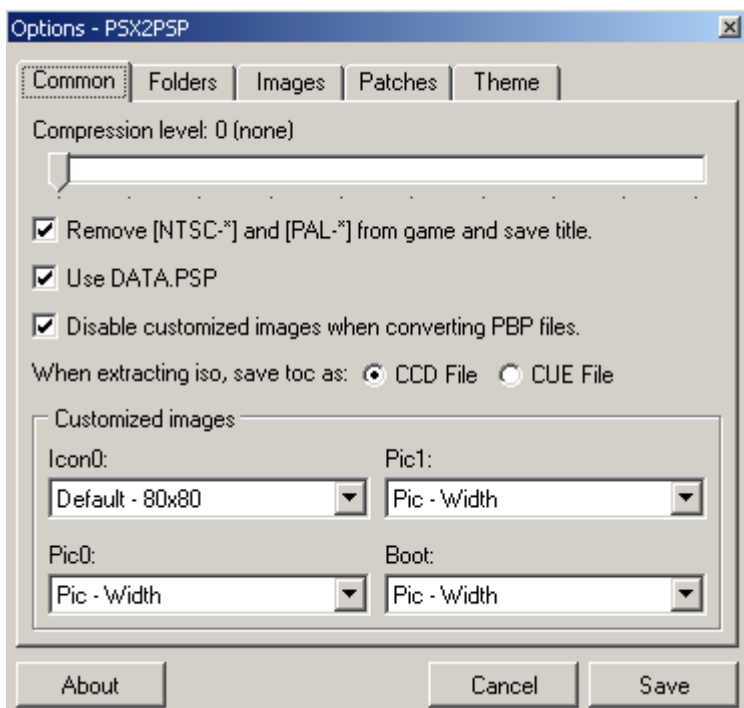 Options - PSX2PSP
Common Folders Images Patches Theme
Compression level: 0 (none)
Remove [NTSC-*] and [PAL-*] from game and save title.
Use DATA.PSP
Disable customized images when converting PBP files.
When extracting iso, save toc as: CCD File CUE File
Customized images
Icon0: Pic1:
Default - 80x80 Pic - Width
Pic0: Boot:
Pic - Width Pic - Width
About Cancel Save